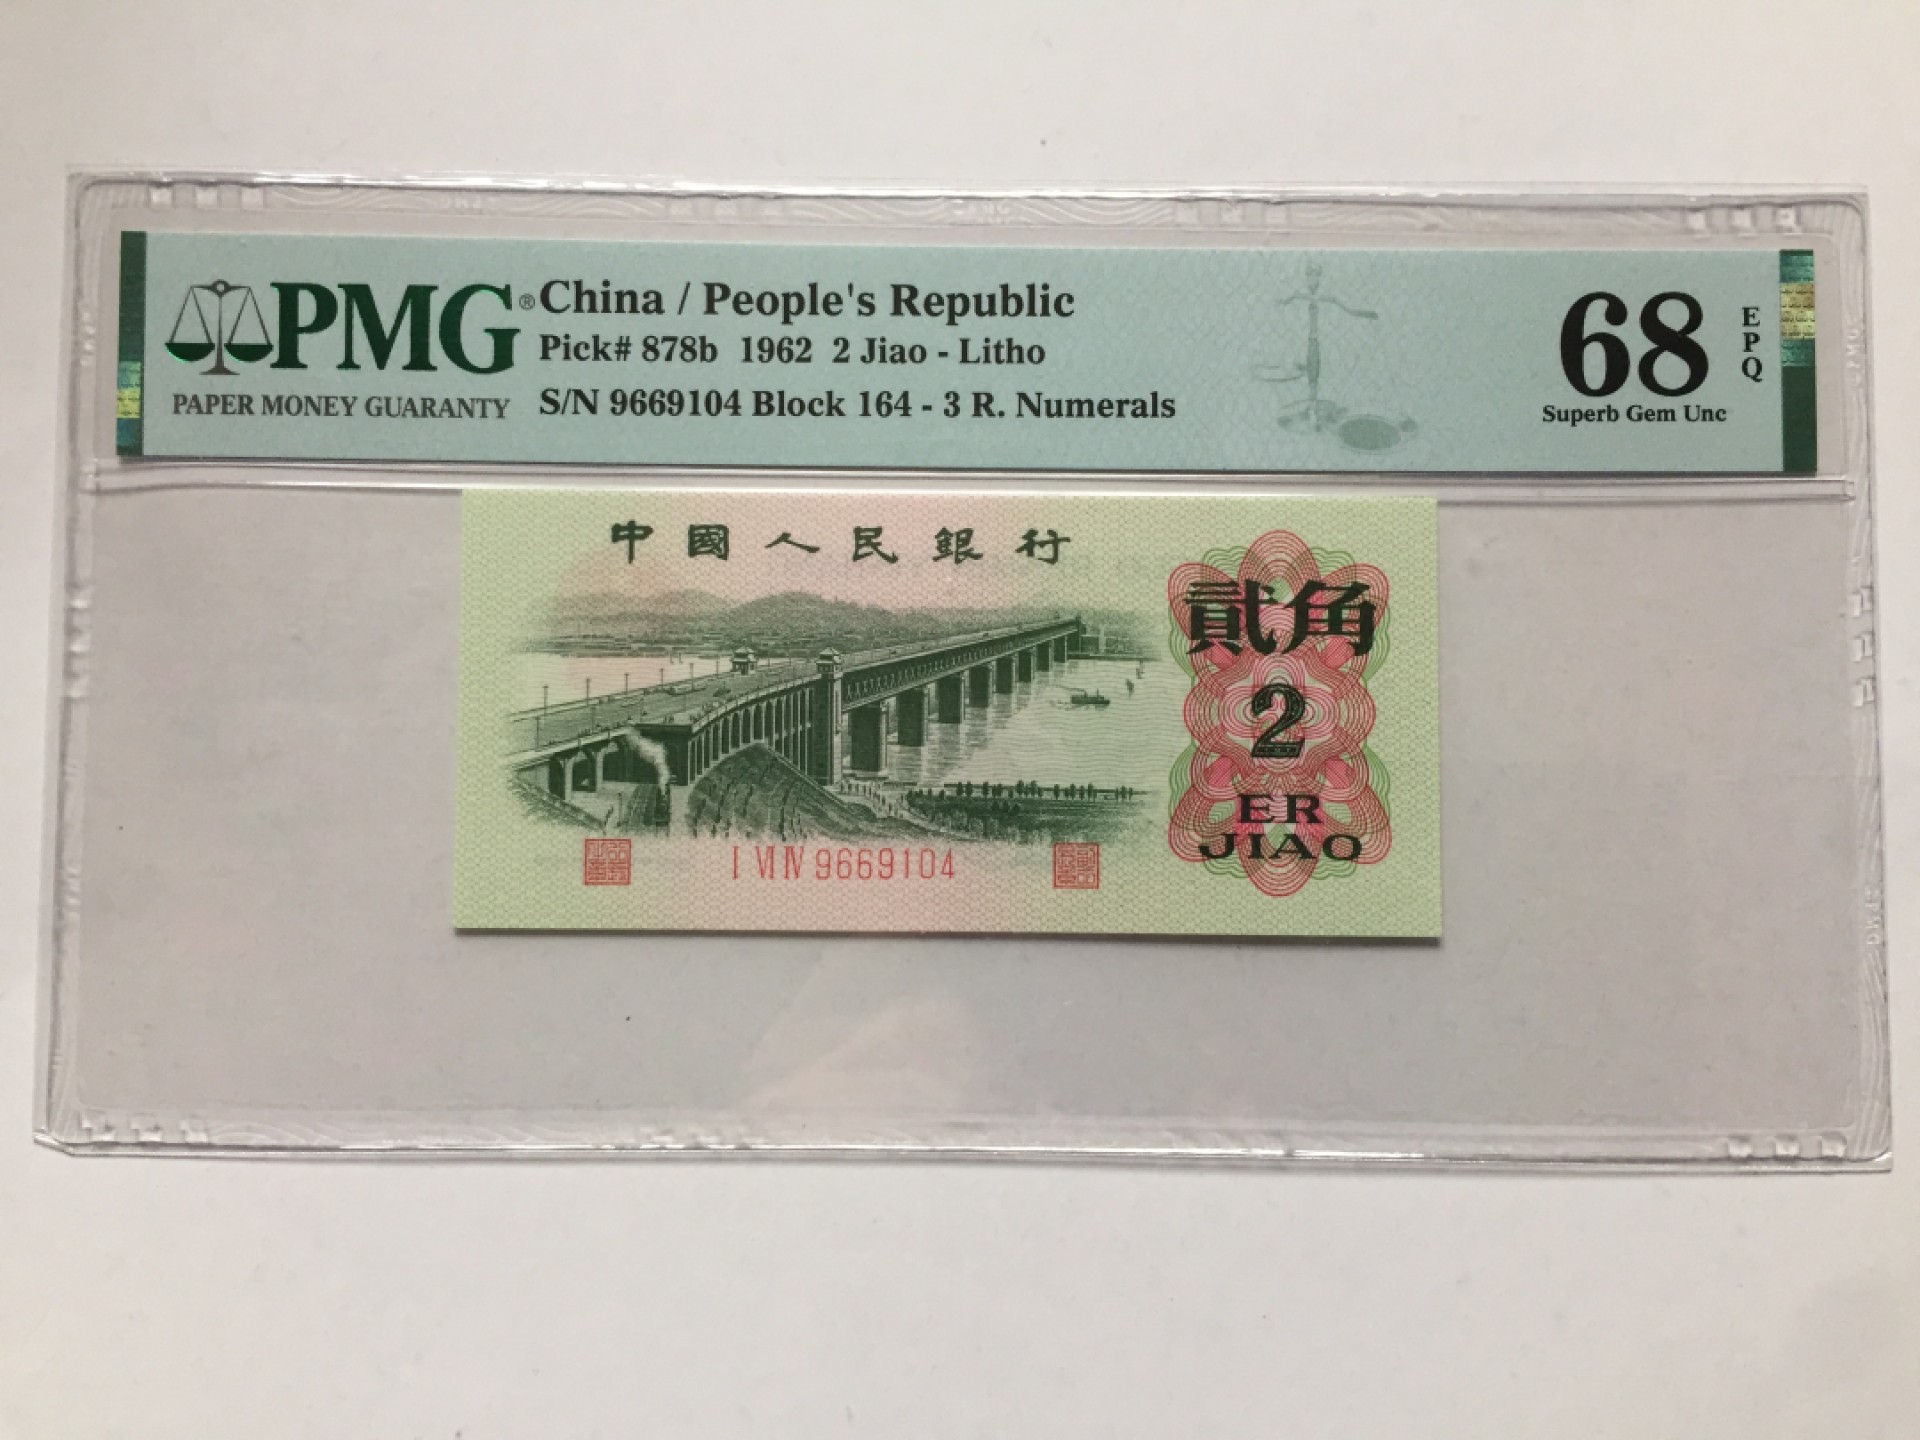 PMG®
PAPER MONEY GUARANTY
China / People's Republic
Pick# 878b 1962 2 Jiao - Litho
S/N 9669104 Block 164 - 3 R. Numerals
68
EPQ
Superb Gem Unc
中國人民銀行
貳角
2
ER
JIAO
I VI IV 9669104